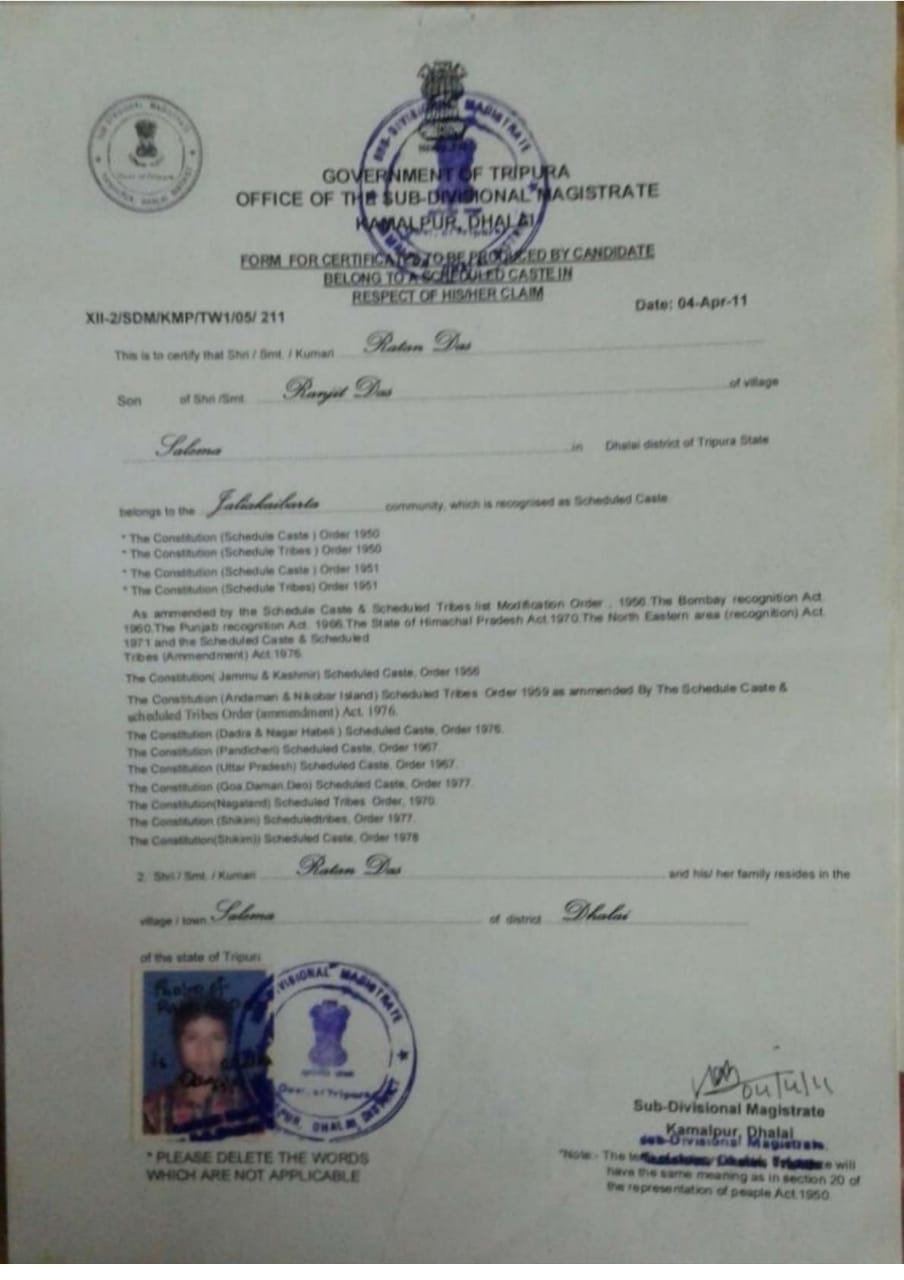 SUB-DIVISIONAL MAGISTRATE
GOVERNMENT OF TRIPURA
OFFICE OF THE SUB-DIVISIONAL MAGISTRATE
KAMALPUR, DHALAI
FORM FOR CERTIFICATE TO BE PRODUCED BY CANDIDATE
BELONG TO A SCHEDULED CASTE IN
RESPECT OF HIS/HER CLAIM
Date: 04-Apr-11
XII-2/SDM/KMP/TW1/05/ 211
This is to certify that Shri / Smt. / Kumari Ratan Das
Son of Shri /Smt. Ranjit Das of village
Salema in Dhalai district of Tripura State
belongs to the Jaliakaibarta community, which is recognised as Scheduled Caste
* The Constitution (Schedule Caste ) Order 1950
* The Constitution (Schedule Tribes ) Order 1950
* The Constitution (Schedule Caste ) Order 1951
* The Constitution (Schedule Tribes) Order 1951
As ammended by the Schedule Caste & Scheduled Tribes list Modification Order , 1956.The Bombay recognition Act.
1960.The Punjab recognition Act. 1966.The State of Himachal Pradesh Act.1970.The North Eastern area (recognition) Act.
1971 and the Scheduled Caste & Scheduled
Tribes (Ammendment) Act.1976.
The Constitution( Jammu & Kashmir) Scheduled Caste, Order 1956
The Constitution (Andaman & Nikobar Island) Scheduled Tribes Order 1959 as ammended By The Schedule Caste &
scheduled Tribes Order (ammendment) Act. 1976.
The Constitution (Dadra & Nagar Habeli ) Scheduled Caste, Order 1976.
The Constitution (Pandicheri) Scheduled Caste, Order 1967.
The Constitution (Uttar Pradesh) Scheduled Caste, Order 1967.
The Constitution (Goa.Daman.Deo) Scheduled Caste, Order 1977.
The Constitution(Nagaland) Scheduled Tribes Order, 1970.
The Constitution (Shikim) Scheduledtribes, Order 1977.
The Constitution(Shikim)) Scheduled Caste, Order 1978
2. Shri / Smt. / Kumari Ratan Das and his/ her family resides in the
village / town Salema of district Dhalai
of the state of Tripura
Photo of
is
Govt. of Tripura
04/4/11
Sub-Divisional Magistrate
Kamalpur, Dhalai
Sub-Divisional Magistrate
* PLEASE DELETE THE WORDS
WHICH ARE NOT APPLICABLE
*Note:- The will
have the same meaning as in section 20 of
the representation of peaple Act.1950.